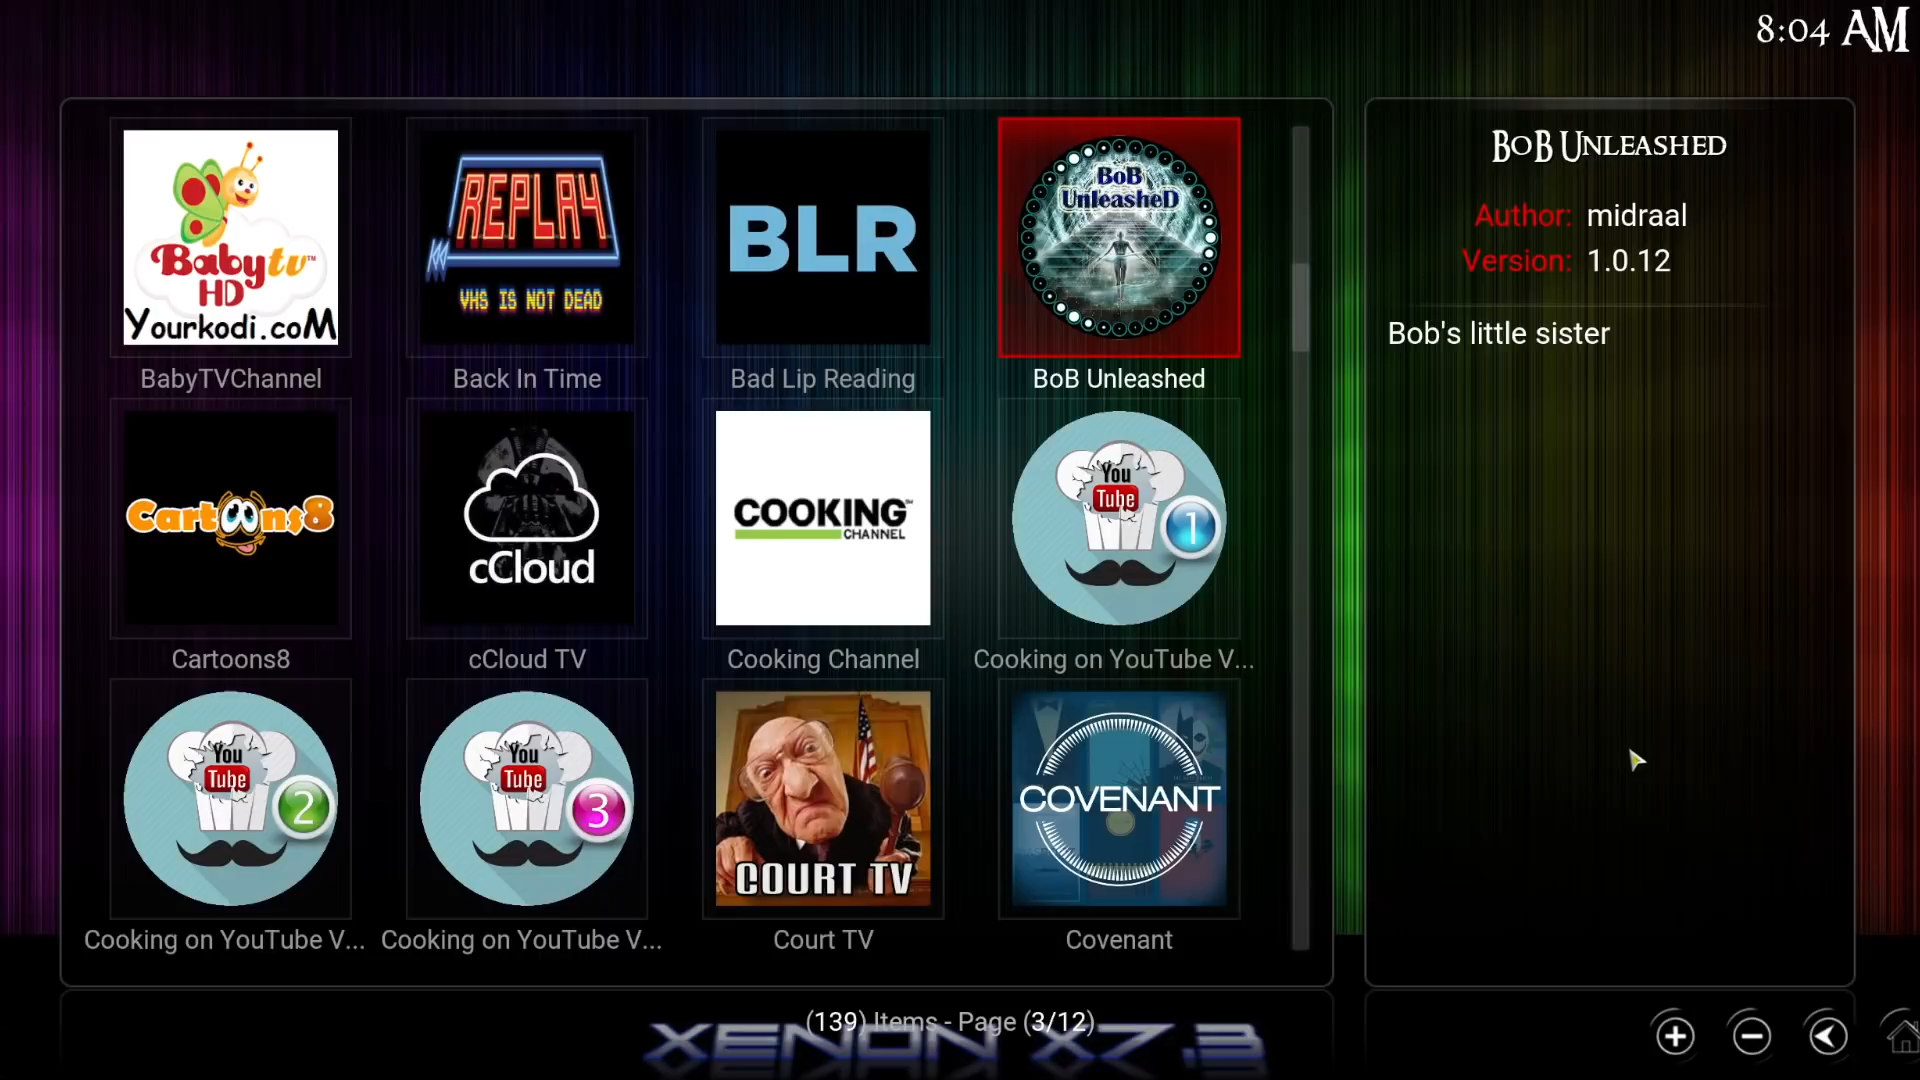 8:04 AM
Babytv™
HD
Yourkodi.coM
BabyTVChannel
REPLAY
VHS IS NOT DEAD
Back In Time
BLR
Bad Lip Reading
BoB
UnleasheD
BoB Unleashed
Cartoons8
Cartoons8
cCloud
cCloud TV
COOKING™
CHANNEL
Cooking Channel
You
Tube
1
Cooking on YouTube V...
You
Tube
2
Cooking on YouTube V...
You
Tube
3
Cooking on YouTube V...
COURT TV
Court TV
COVENANT
Covenant
BoB Unleashed
Author: midraal
Version: 1.0.12
Bob's little sister
(139) Items - Page (3/12)
XENON X7.3